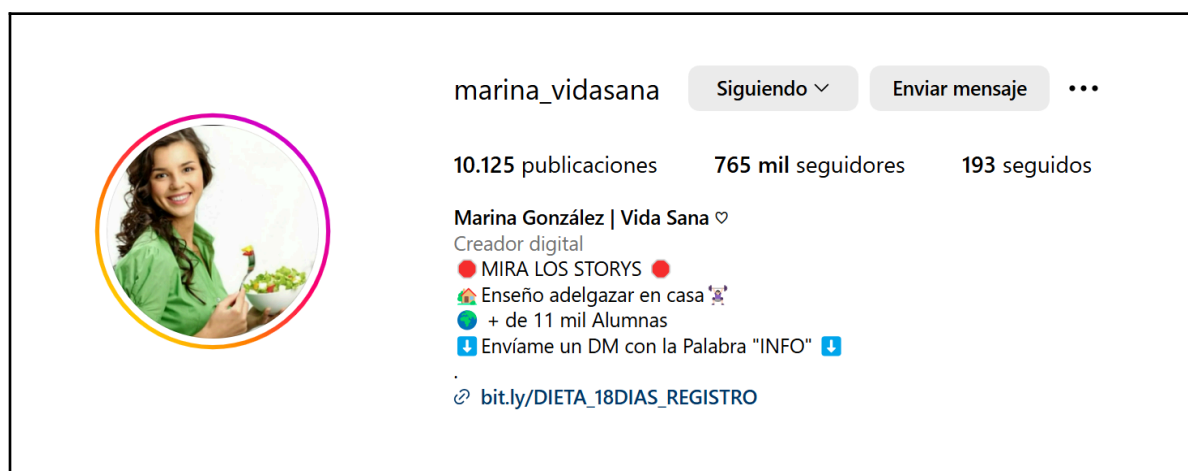 marina_vidasana Siguiendo Enviar mensaje
10.125 publicaciones 765 mil seguidores 193 seguidos
Marina González | Vida Sana ♡
Creador digital
🛑 MIRA LOS STORYS 🛑
🏡 Enseño adelgazar en casa 🏋️‍♀️
🌍 + de 11 mil Alumnas
⬇️ Envíame un DM con la Palabra "INFO" ⬇️
.
bit.ly/DIETA_18DIAS_REGISTRO